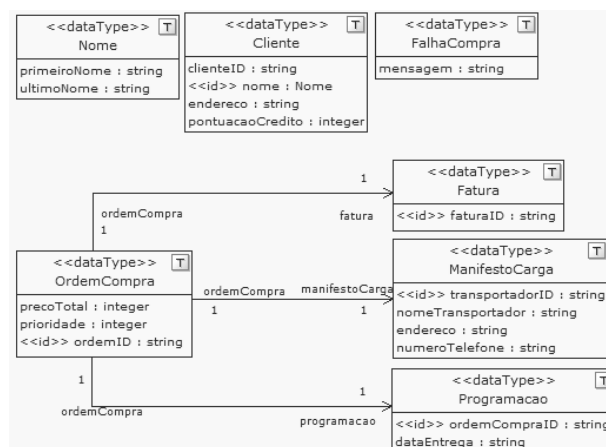 <<dataType>> T
Nome
primeiroNome : string
ultimoNome : string
<<dataType>> T
Cliente
clienteID : string
<<id>> nome : Nome
endereco : string
pontuacaoCredito : integer
<<dataType>> T
FalhaCompra
mensagem : string
<<dataType>> T
Fatura
<<id>> faturaID : string
1
ordemCompra
1
fatura
<<dataType>> T
OrdemCompra
precoTotal : integer
prioridade : integer
<<id>> ordemID : string
ordemCompra
1
manifestoCarga
1
<<dataType>> T
ManifestoCarga
<<id>> transportadorID : string
nomeTransportador : string
endereco : string
numeroTelefone : string
1
ordemCompra
1
programacao
<<dataType>> T
Programacao
<<id>> ordemCompraID : string
dataEntrega : string